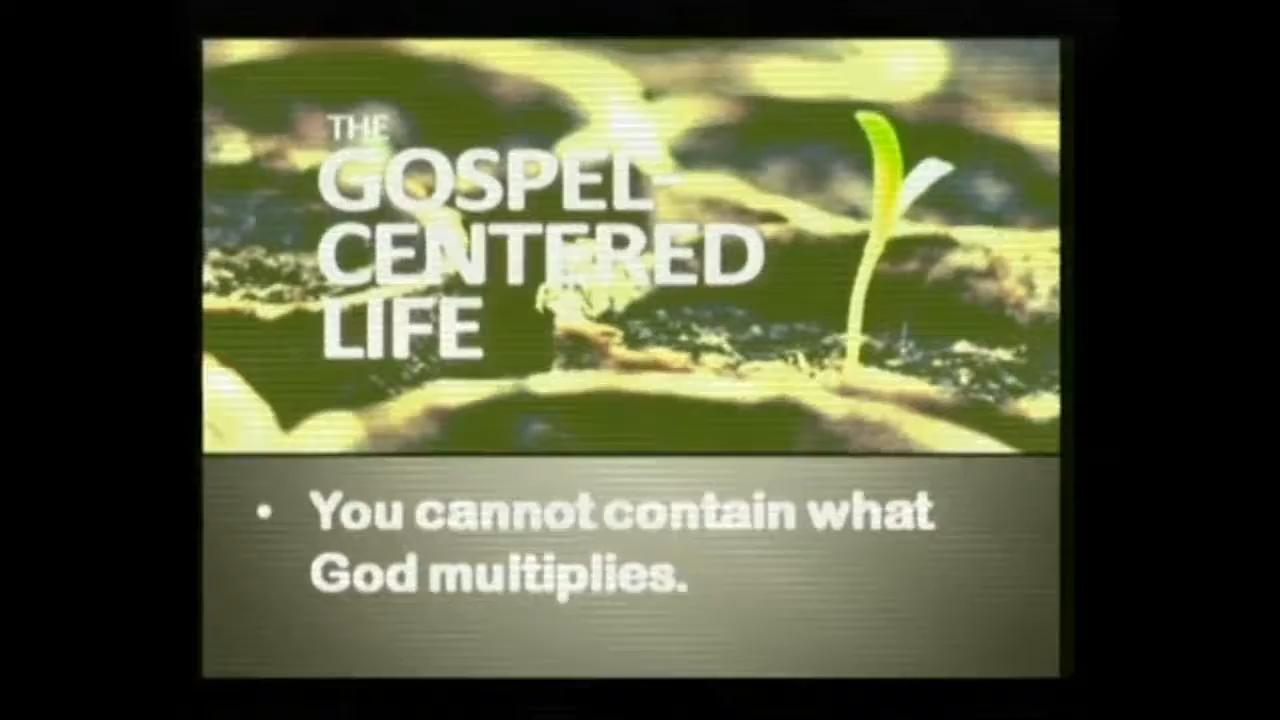 THE
GOSPEL-
CENTERED
LIFE
• You cannot contain what
God multiplies.